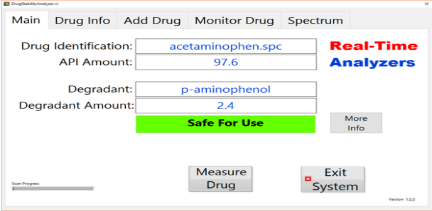 DrugStabilityAnalyzer.vi
Main Drug Info Add Drug Monitor Drug Spectrum
Drug Identification: acetaminophen.spc
Real-Time
API Amount: 97.6
Analyzers
Degradant: p-aminophenol
Degradant Amount: 2.4
Safe For Use
More
Info
Measure
Drug
Exit
System
Scan Progress
Version 1.0.0